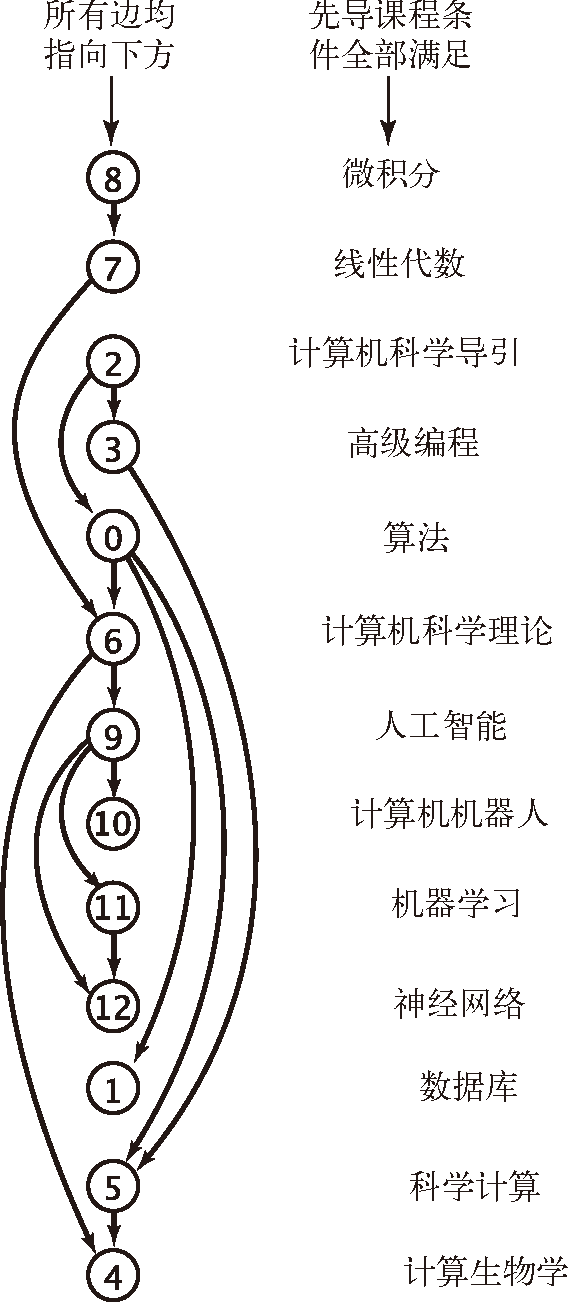 所有边均
指向下方
先导课程条
件全部满足
8 微积分
7 线性代数
2 计算机科学导引
3 高级编程
0 算法
6 计算机科学理论
9 人工智能
10 计算机机器人
11 机器学习
12 神经网络
1 数据库
5 科学计算
4 计算生物学